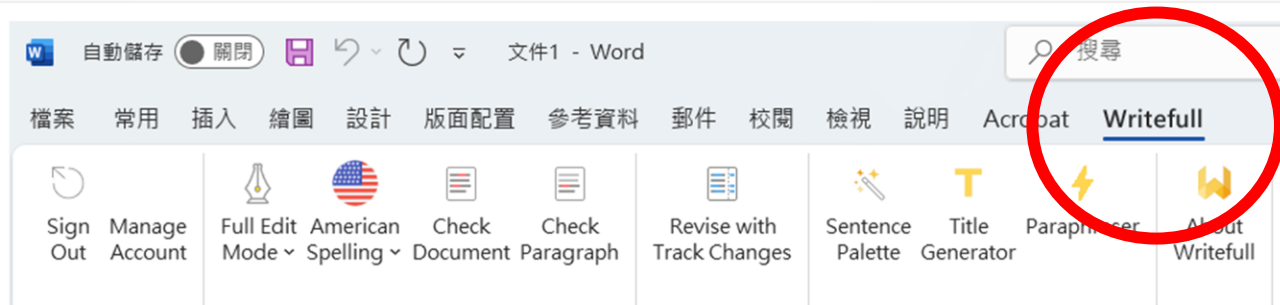 自動儲存 關閉 文件1 - Word 搜尋
檔案 常用 插入 繪圖 設計 版面配置 參考資料 郵件 校閱 檢視 說明 Acrobat Writefull
Sign Manage Full Edit American Check Check Revise with Sentence Title Paraphraser About
Out Account Mode Spelling Document Paragraph Track Changes Palette Generator Writefull